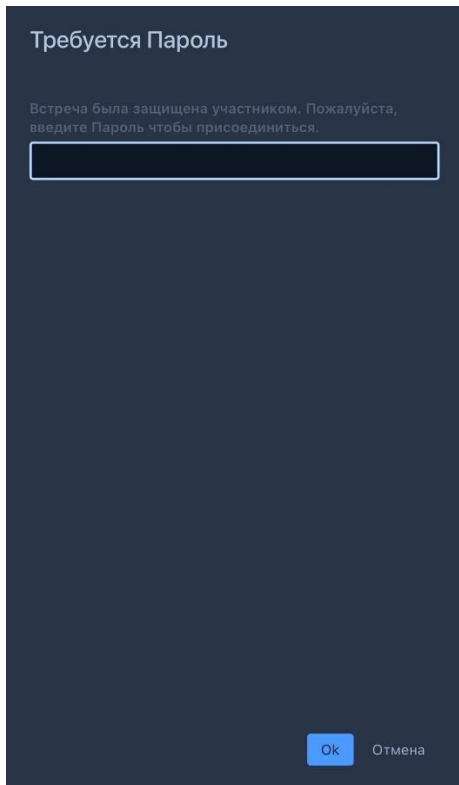 Требуется Пароль
Встреча была защищена участником. Пожалуйста,
введите Пароль чтобы присоединиться.
Ok Отмена